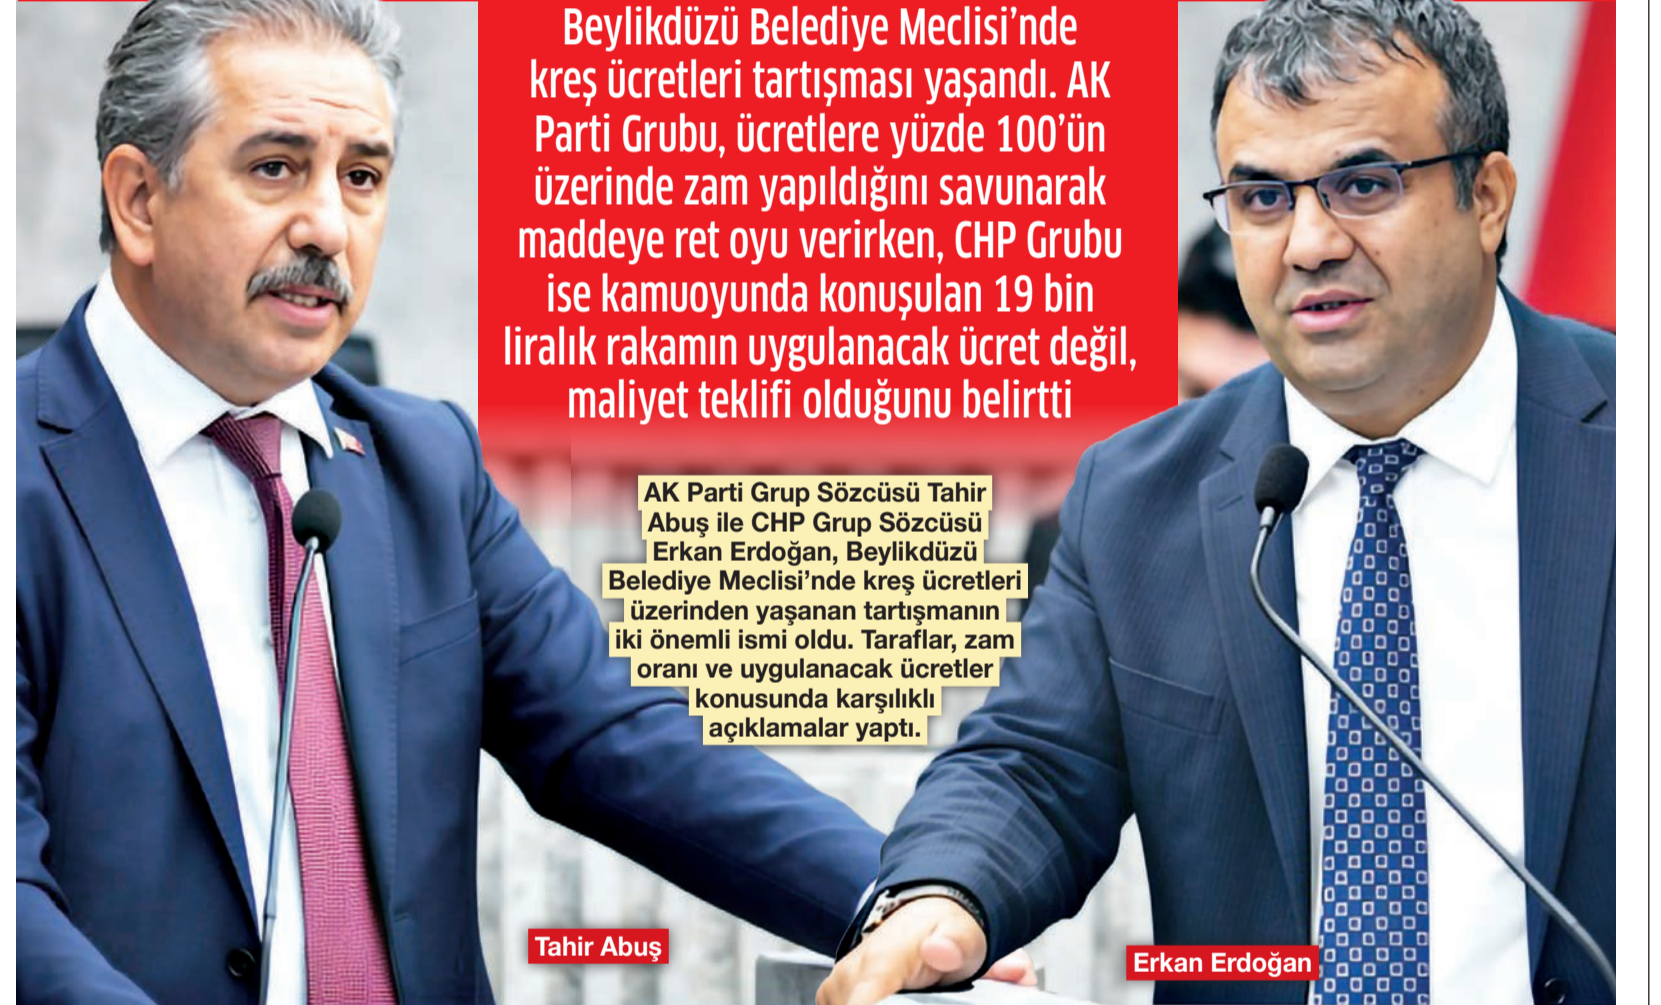 Beylikdüzü Belediye Meclisi’nde
kreş ücretleri tartışması yaşandı. AK
Parti Grubu, ücretlere yüzde 100’ün
üzerinde zam yapıldığını savunarak
maddeye ret oyu verirken, CHP Grubu
ise kamuoyunda konuşulan 19 bin
liralık rakamın uygulanacak ücret değil,
maliyet teklifi olduğunu belirtti
AK Parti Grup Sözcüsü Tahir
Abuş ile CHP Grup Sözcüsü
Erkan Erdoğan, Beylikdüzü
Belediye Meclisi’nde kreş ücretleri
üzerinden yaşanan tartışmanın
iki önemli ismi oldu. Taraflar, zam
oranı ve uygulanacak ücretler
konusunda karşılıklı
açıklamalar yaptı.
Tahir Abuş
Erkan Erdoğan